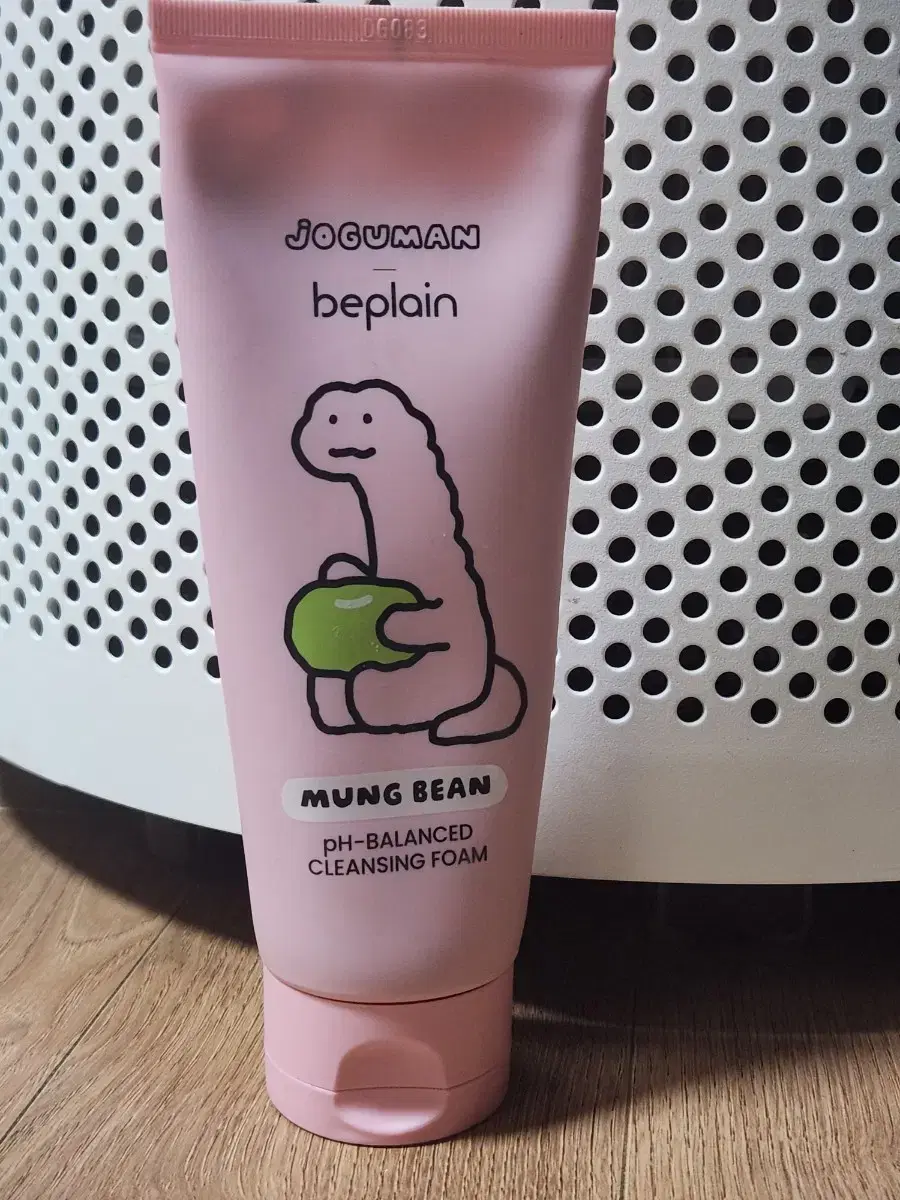 JOGUMAN
beplain
MUNG BEAN
pH-BALANCED
CLEANSING FOAM